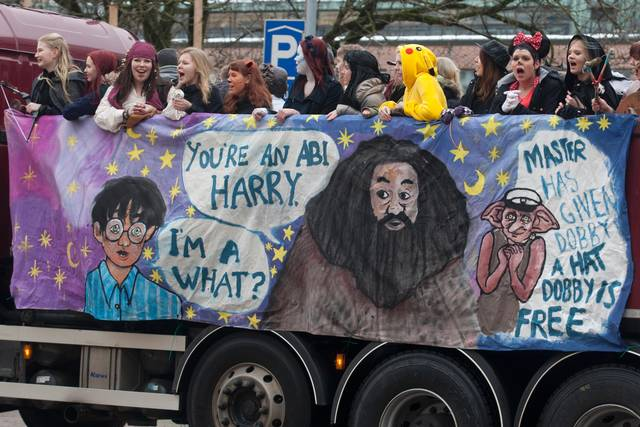 YOU'RE AN ABI
HARRY.
I'M A
WHAT?
MASTER
HAS
GIVEN
DOBBY
A HAT
DOBBY IS
FREE
P